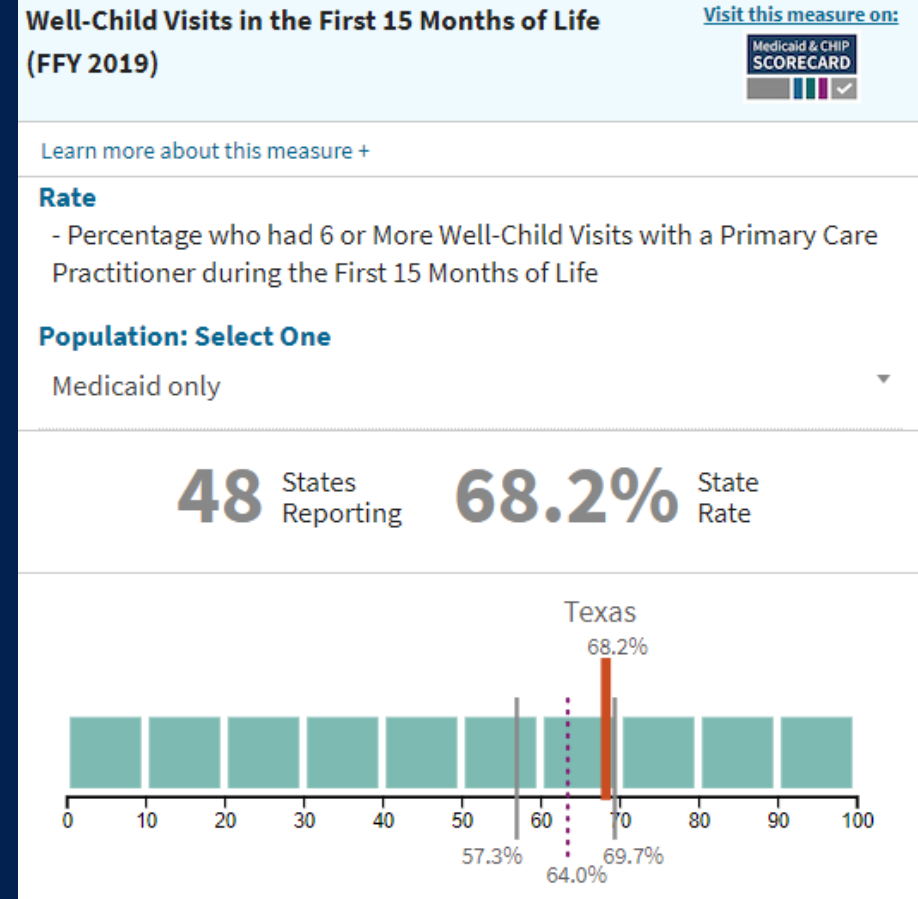 Well-Child Visits in the First 15 Months of Life
(FFY 2019)
Visit this measure on:
Medicaid & CHIP
SCORECARD
Learn more about this measure +
Rate
- Percentage who had 6 or More Well-Child Visits with a Primary Care
Practitioner during the First 15 Months of Life
Population: Select One
Medicaid only
48 States Reporting
68.2% State Rate
Texas
68.2%
0 10 20 30 40 50 60 70 80 90 100
57.3% 69.7%
64.0%